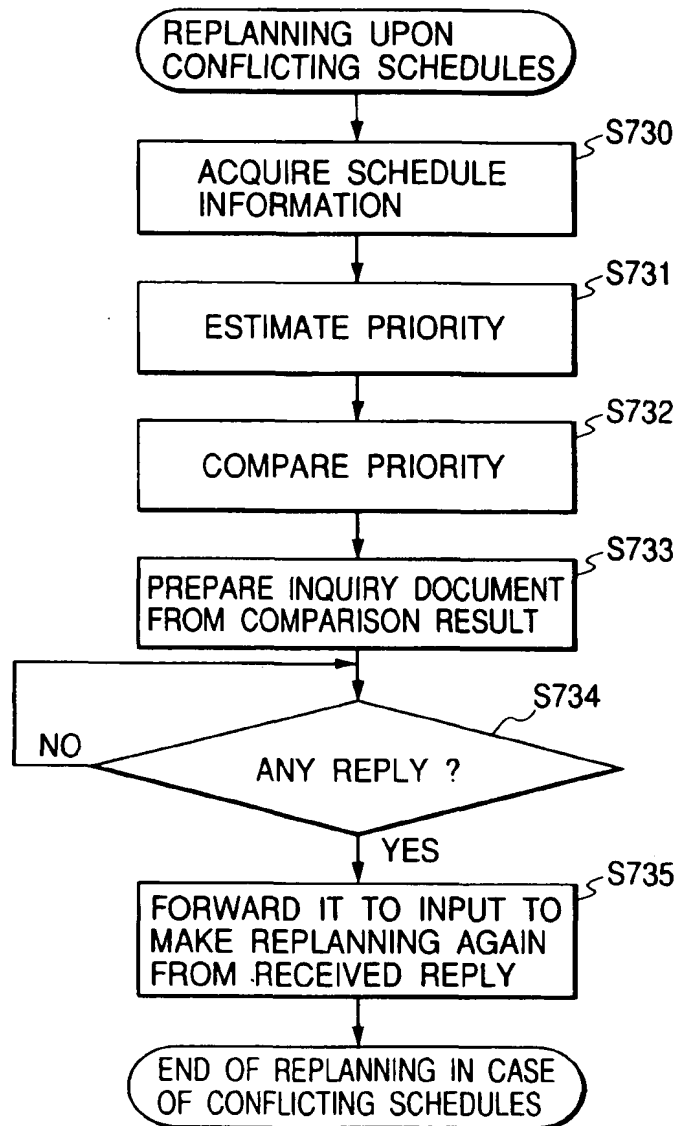 REPLANNING UPON
CONFLICTING SCHEDULES
S730
ACQUIRE SCHEDULE
INFORMATION
S731
ESTIMATE PRIORITY
S732
COMPARE PRIORITY
S733
PREPARE INQUIRY DOCUMENT
FROM COMPARISON RESULT
S734
NO
ANY REPLY ?
YES
S735
FORWARD IT TO INPUT TO
MAKE REPLANNING AGAIN
FROM RECEIVED REPLY
END OF REPLANNING IN CASE
OF CONFLICTING SCHEDULES